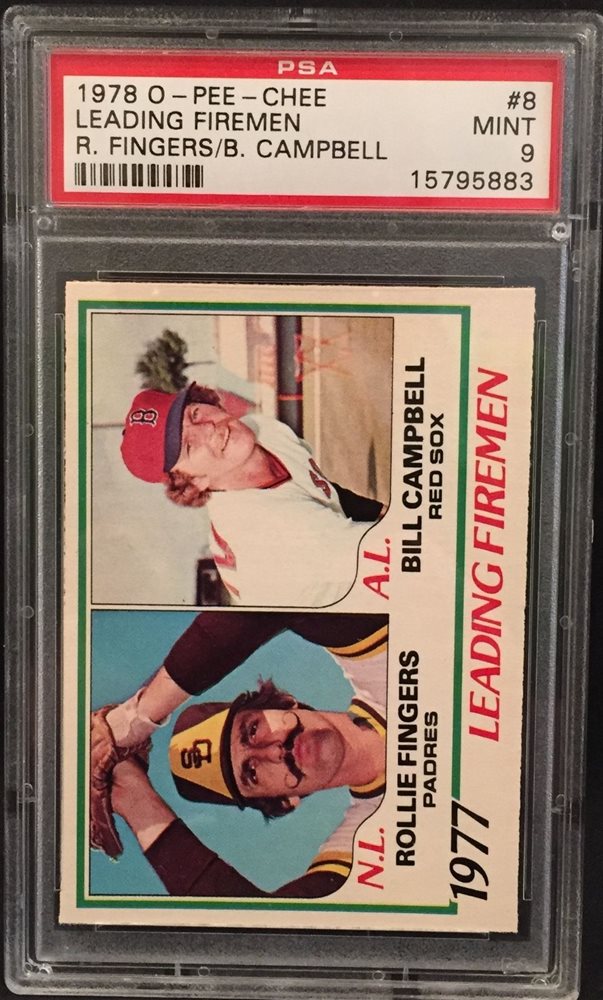 PSA
1978 O-PEE-CHEE #8
LEADING FIREMEN MINT
R. FINGERS/B. CAMPBELL 9
15795883
B
SD
N.L.
ROLLIE FINGERS
PADRES
A.L.
BILL CAMPBELL
RED SOX
1977 LEADING FIREMEN